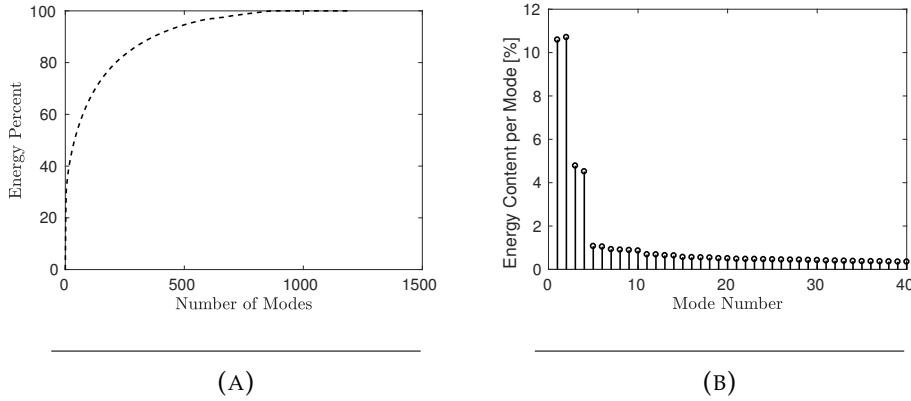 100
80
60
40
20
0
Energy Percent
0 500 1000 1500
Number of Modes
(A)
12
10
8
6
4
2
0
Energy Content per Mode [%]
0 10 20 30 40
Mode Number
(B)